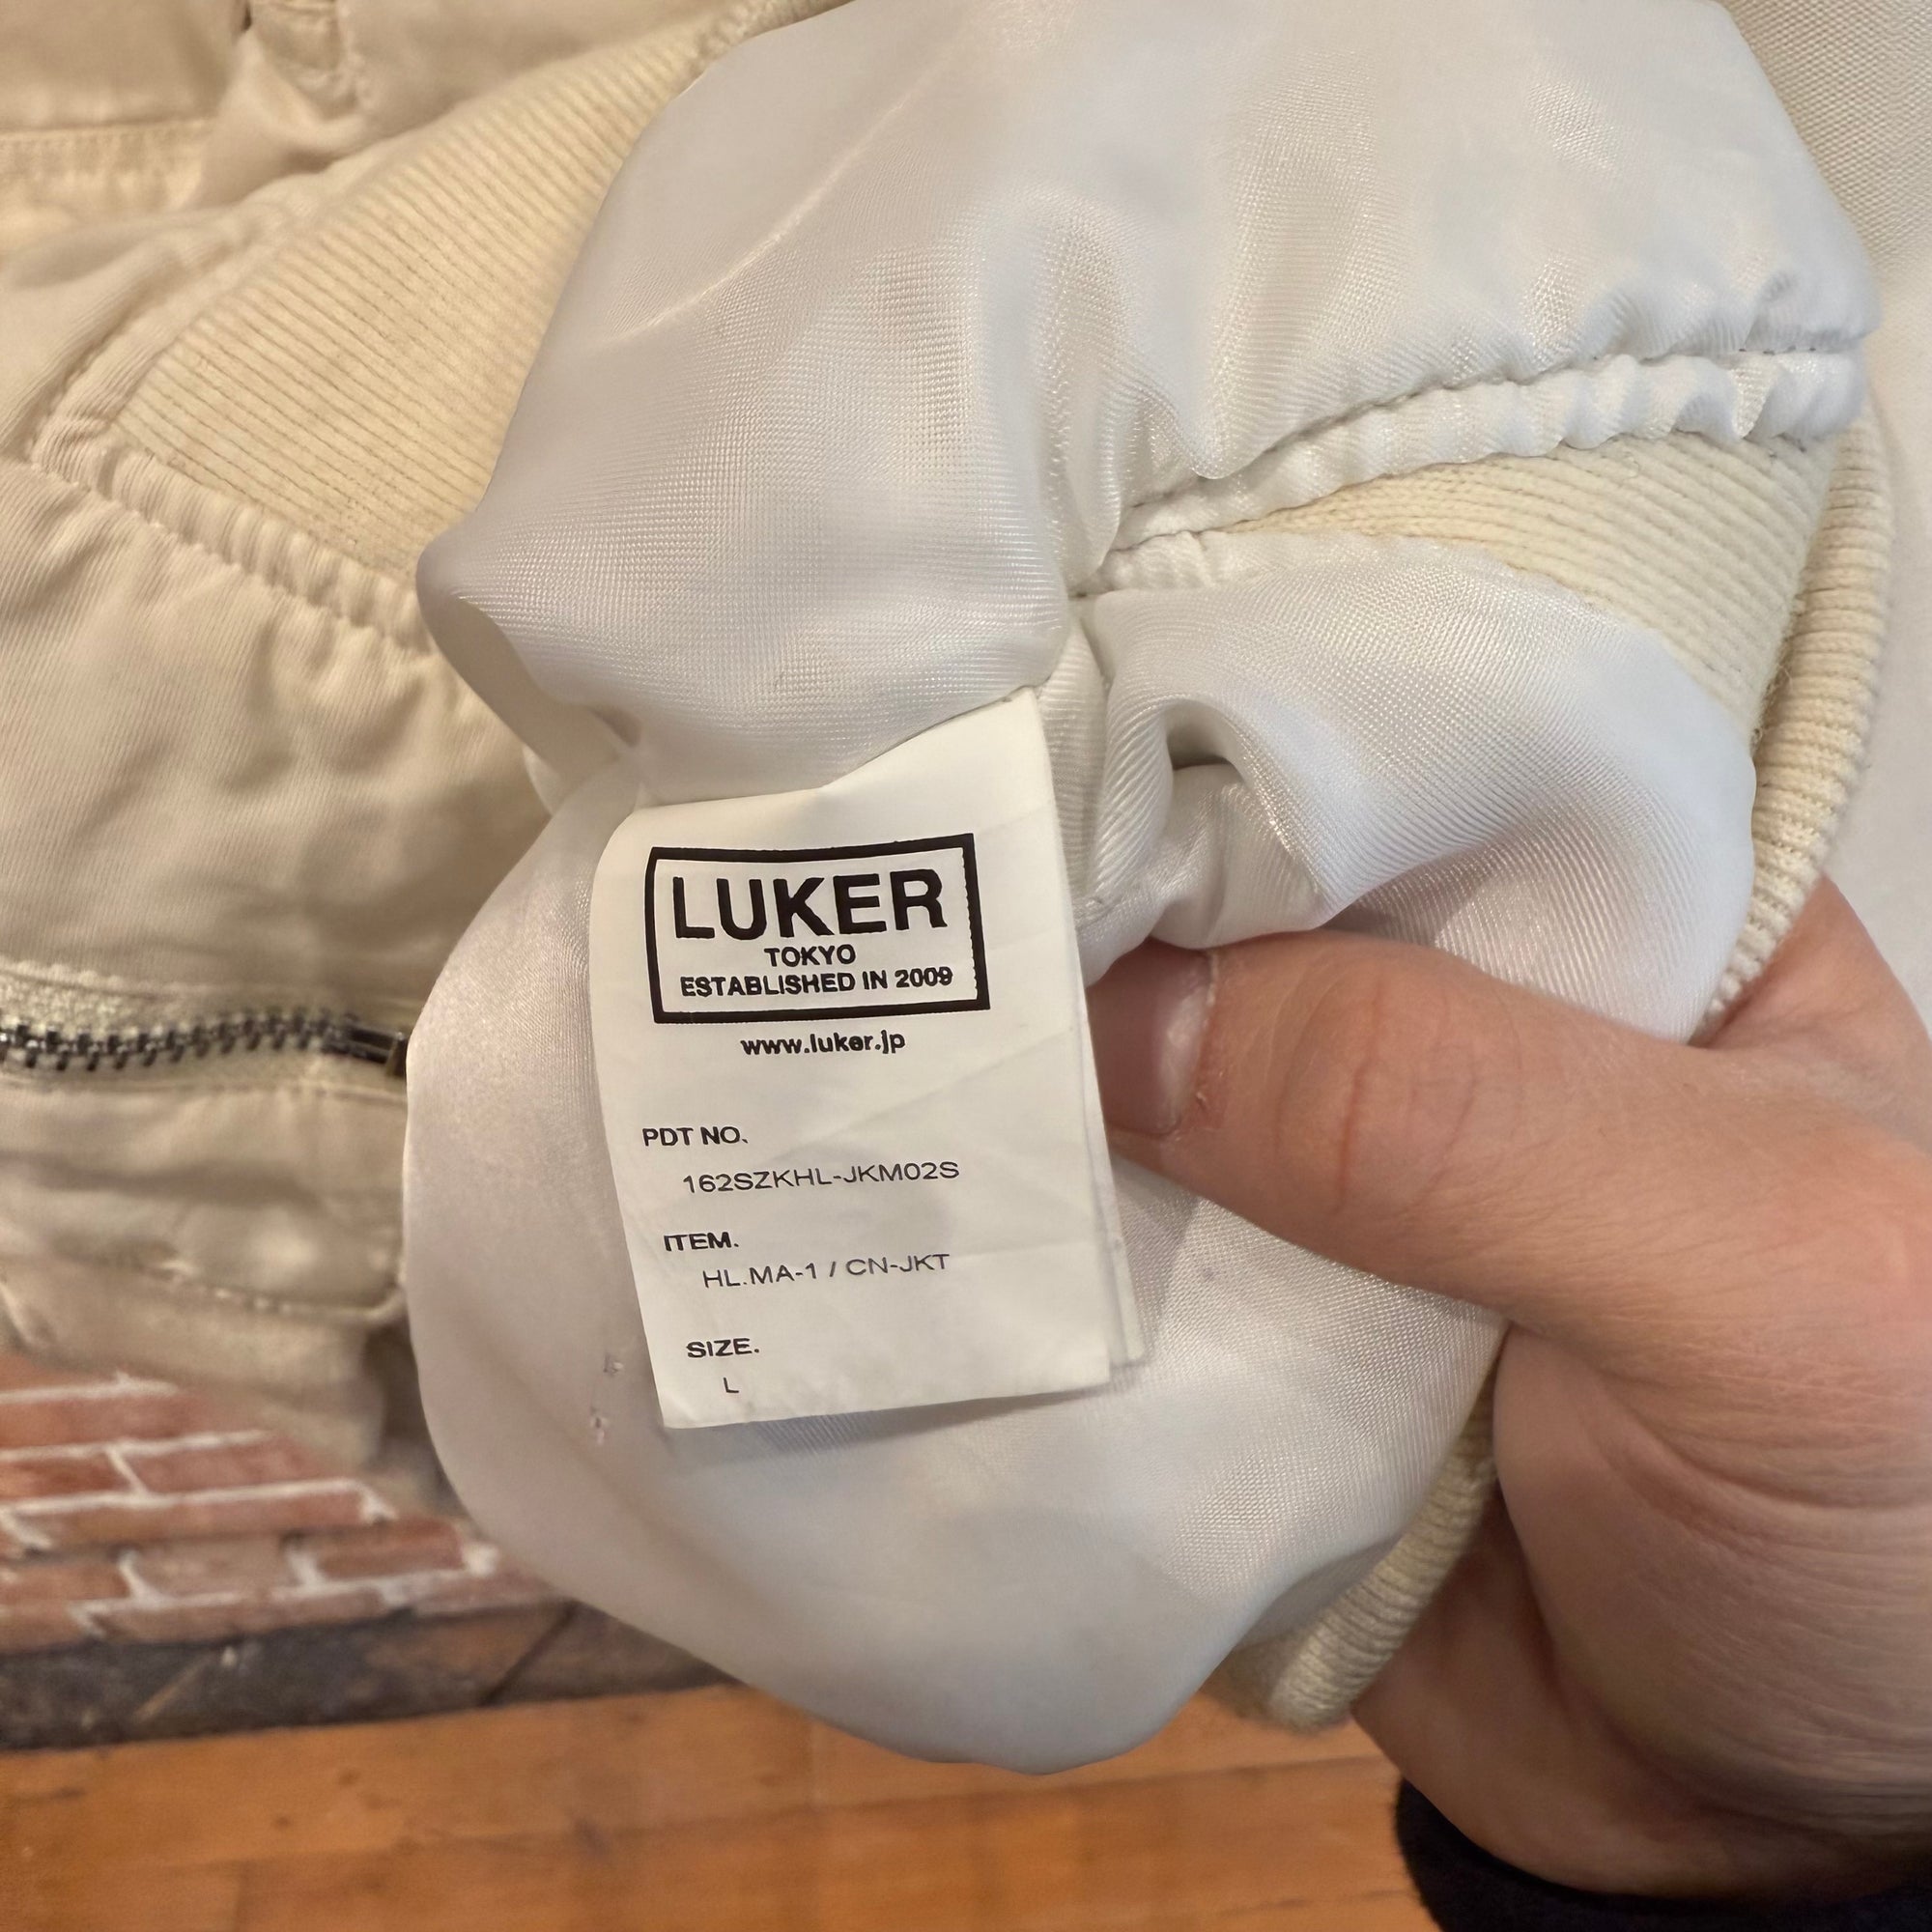 LUKER
TOKYO
ESTABLISHED IN 2009
www.luker.jp
PDT NO.
162SZKHL-JKM02S
ITEM.
HL.MA-1 / CN-JKT
SIZE.
L